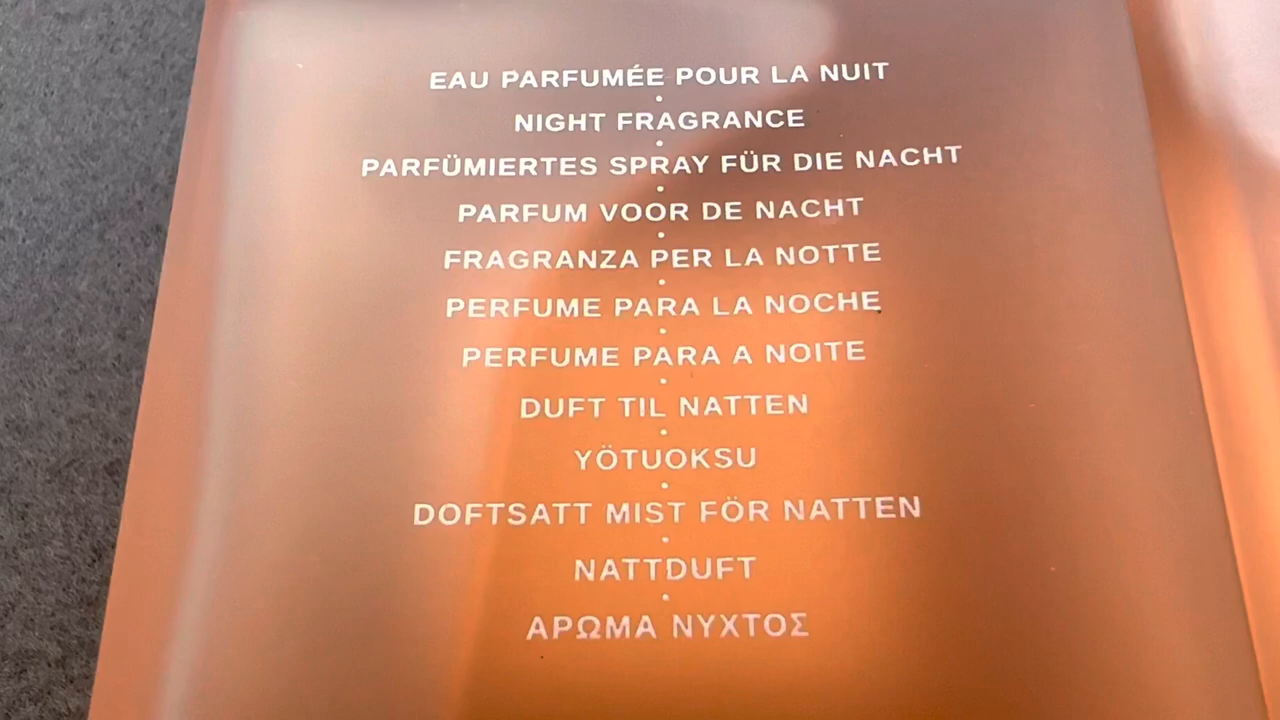 EAU PARFUMÉE POUR LA NUIT
NIGHT FRAGRANCE
PARFÜMIERTES SPRAY FÜR DIE NACHT
PARFUM VOOR DE NACHT
FRAGRANZA PER LA NOTTE
PERFUME PARA LA NOCHE
PERFUME PARA A NOITE
DUFT TIL NATTEN
YÖTUOKSU
DOFTSATT MIST FÖR NATTEN
NATTDUFT
ΑΡΩΜΑ ΝΥΧΤΟΣ